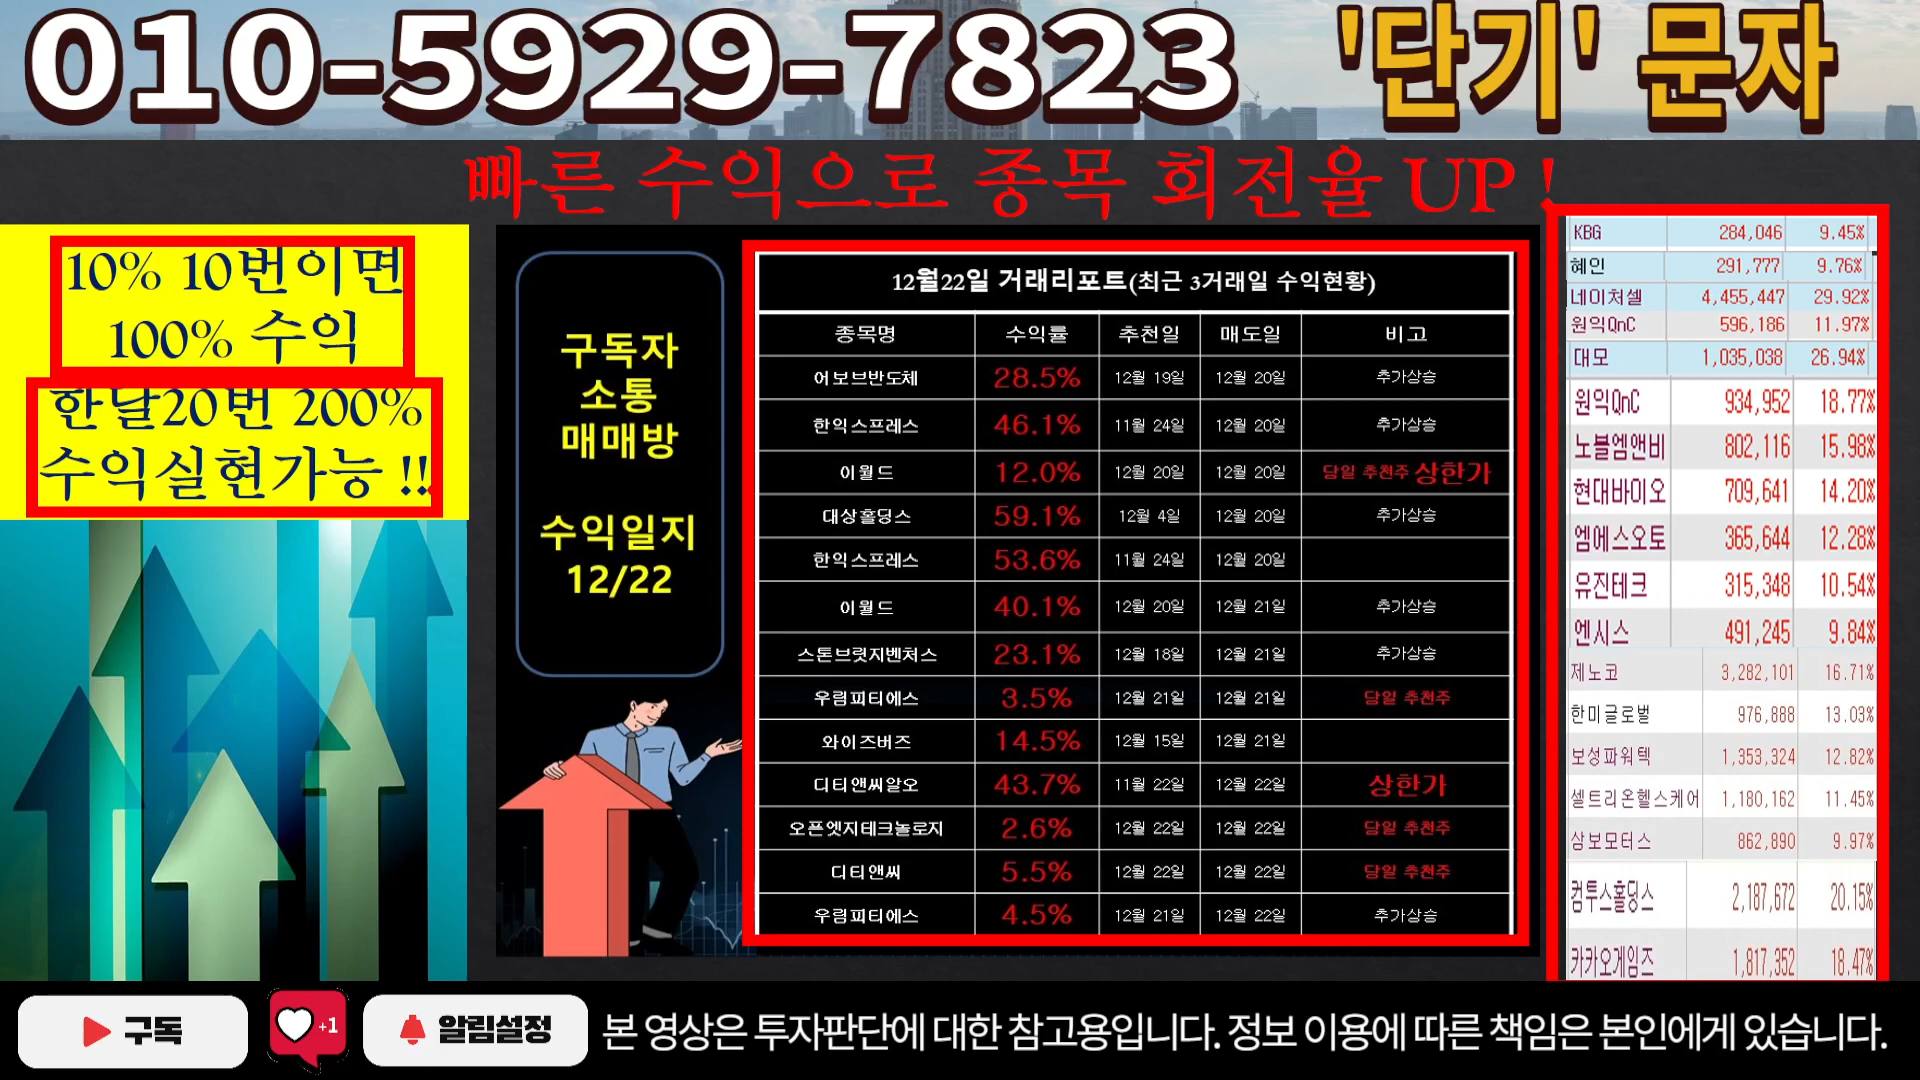 010-5929-7823 '단기' 문자
빠른 수익으로 종목 회전율 UP !
10% 10번이면
100% 수익
한달20번 200%
수익실현가능 !!
구독자
소통
매매방
수익일지
12/22
12월22일 거래리포트(최근 3거래일 수익현황)
종목명 수익률 추천일 매도일 비고
어보브반도체 28.5% 12월 19일 12월 20일 추가상승
한익스프레스 46.1% 11월 24일 12월 20일 추가상승
이월드 12.0% 12월 20일 12월 20일 당일 추천주 상한가
대상홀딩스 59.1% 12월 4일 12월 20일 추가상승
한익스프레스 53.6% 11월 24일 12월 20일
이월드 40.1% 12월 20일 12월 21일 추가상승
스톤브릿지벤처스 23.1% 12월 18일 12월 21일 추가상승
우림피티에스 3.5% 12월 21일 12월 21일 당일 추천주
와이즈버즈 14.5% 12월 15일 12월 21일
디티앤씨알오 43.7% 11월 22일 12월 22일 상한가
오픈엣지테크놀로지 2.6% 12월 22일 12월 22일 당일 추천주
디티앤씨 5.5% 12월 22일 12월 22일 당일 추천주
우림피티에스 4.5% 12월 21일 12월 22일 추가상승
KBG 284,046 9.45%
혜인 291,777 9.76%
네이처셀 4,455,447 29.92%
원익QnC 596,186 11.97%
대모 1,035,038 26.94%
원익QnC 934,952 18.77%
노블엠앤비 802,116 15.98%
현대바이오 709,641 14.20%
엠에스오토 365,644 12.28%
유진테크 315,348 10.54%
엔시스 491,245 9.84%
제노코 3,282,101 16.71%
한미글로벌 976,888 13.03%
보성파워텍 1,353,324 12.82%
셀트리온헬스케어 1,180,162 11.45%
삼보모터스 862,890 9.97%
컴투스홀딩스 2,187,672 20.15%
카카오게임즈 1,817,352 18.47%
구독 +1 알림설정 본 영상은 투자판단에 대한 참고용입니다. 정보 이용에 따른 책임은 본인에게 있습니다.